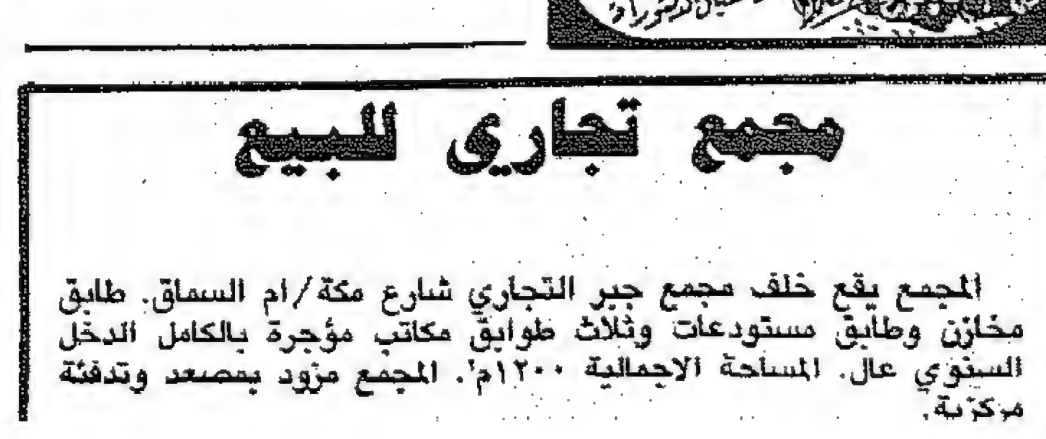 مجمع تجاري للبيع
المجمع يقع خلف مجمع جبر التجاري شارع مكة/ام السماق. طابق
مخازن وطابق مستودعات وثلاث طوابق مكاتب مؤجرة بالكامل الدخل
السنوي عال. المساحة الاجمالية ١٢٠٠م٢. المجمع مزود بمصعد وتدفئة
مركزية.